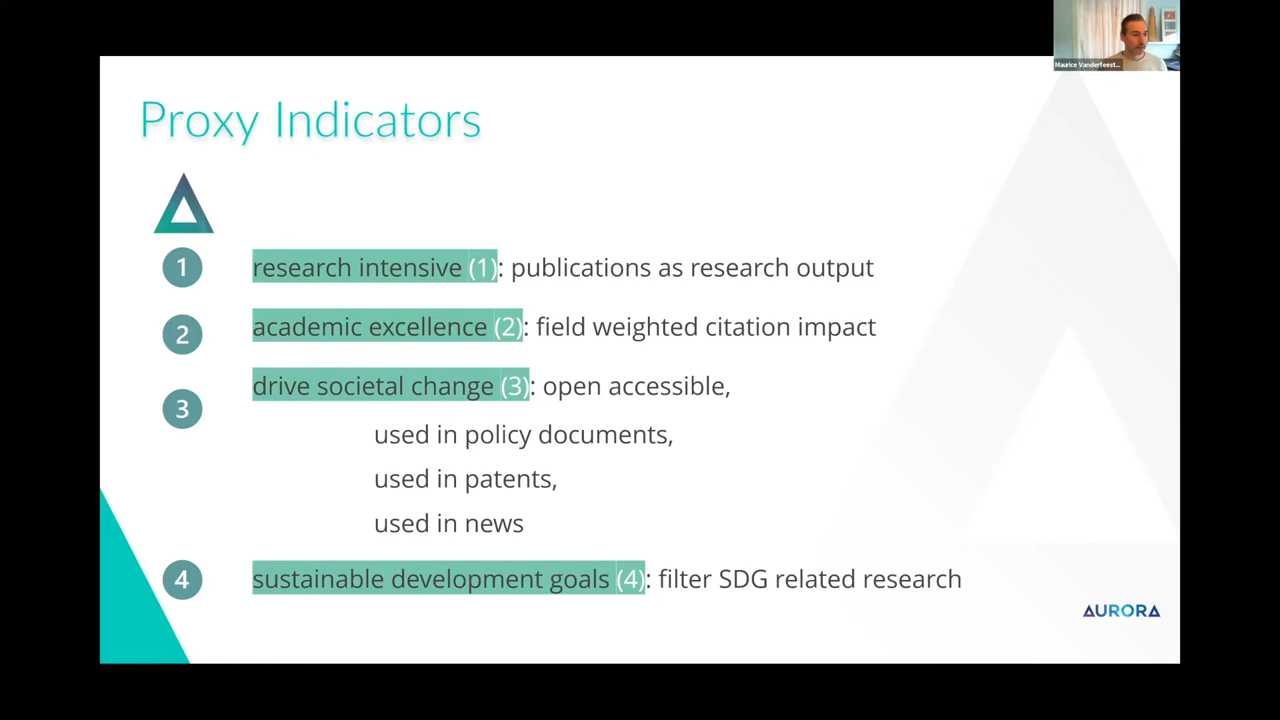 Maurice Vanderfeest...
Proxy Indicators
1 research intensive (1): publications as research output
2 academic excellence (2): field weighted citation impact
3 drive societal change (3): open accessible,
used in policy documents,
used in patents,
used in news
4 sustainable development goals (4): filter SDG related research
AURORA